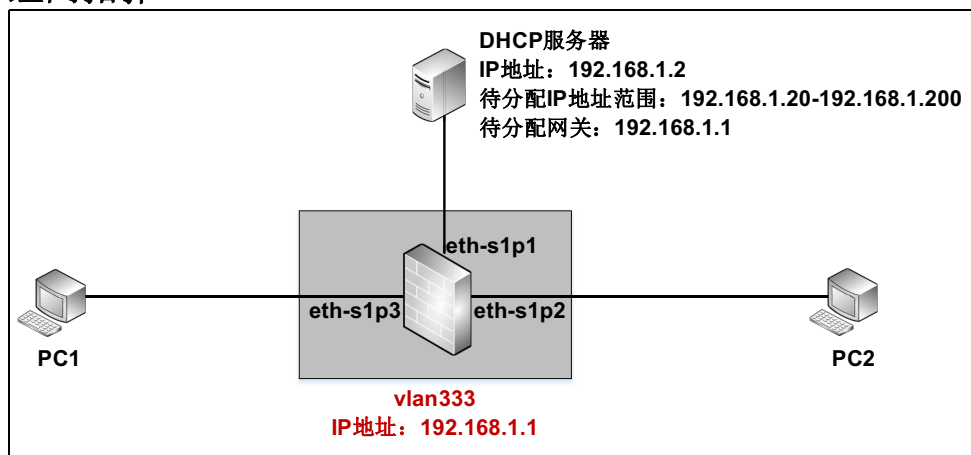 DHCP服务器
IP地址：192.168.1.2
待分配IP地址范围：192.168.1.20-192.168.1.200
待分配网关：192.168.1.1
eth-s1p1
eth-s1p3
eth-s1p2
PC1
PC2
vlan333
IP地址：192.168.1.1